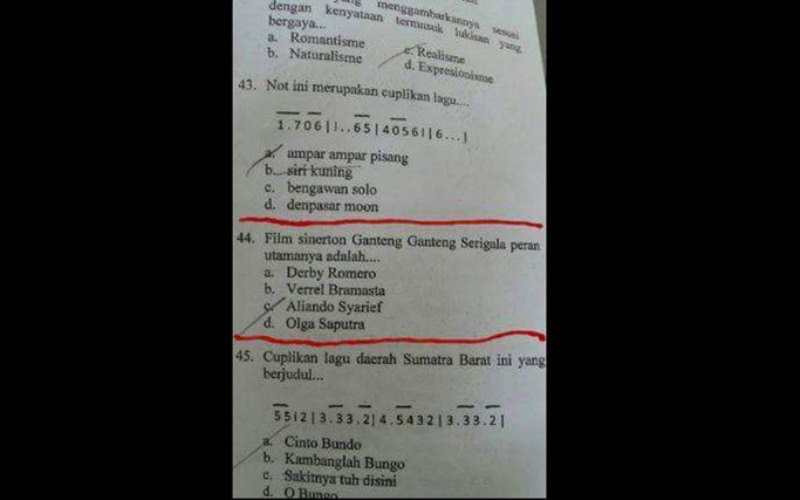 menggambarkannya sesuai
dengan kenyataan termasuk lukisan yang
bergaya...
a. Romantisme
c. Realisme
b. Naturalisme
d. Expresionisme
43. Not ini merupakan cuplikan lagu....
1.706|1..65|40561|6...|
a. ampar ampar pisang
b. siri kuning
c. bengawan solo
d. denpasar moon
44. Film sinerton Ganteng Ganteng Serigala peran
utamanya adalah....
a. Derby Romero
b. Verrel Bramasta
c. Aliando Syarief
d. Olga Saputra
45. Cuplikan lagu daerah Sumatra Barat ini yang
berjudul...
5512|3.33.2|4.5432|3.33.2|
a. Cinto Bundo
b. Kambanglah Bungo
c. Sakitnya tuh disini
d. O Bungo